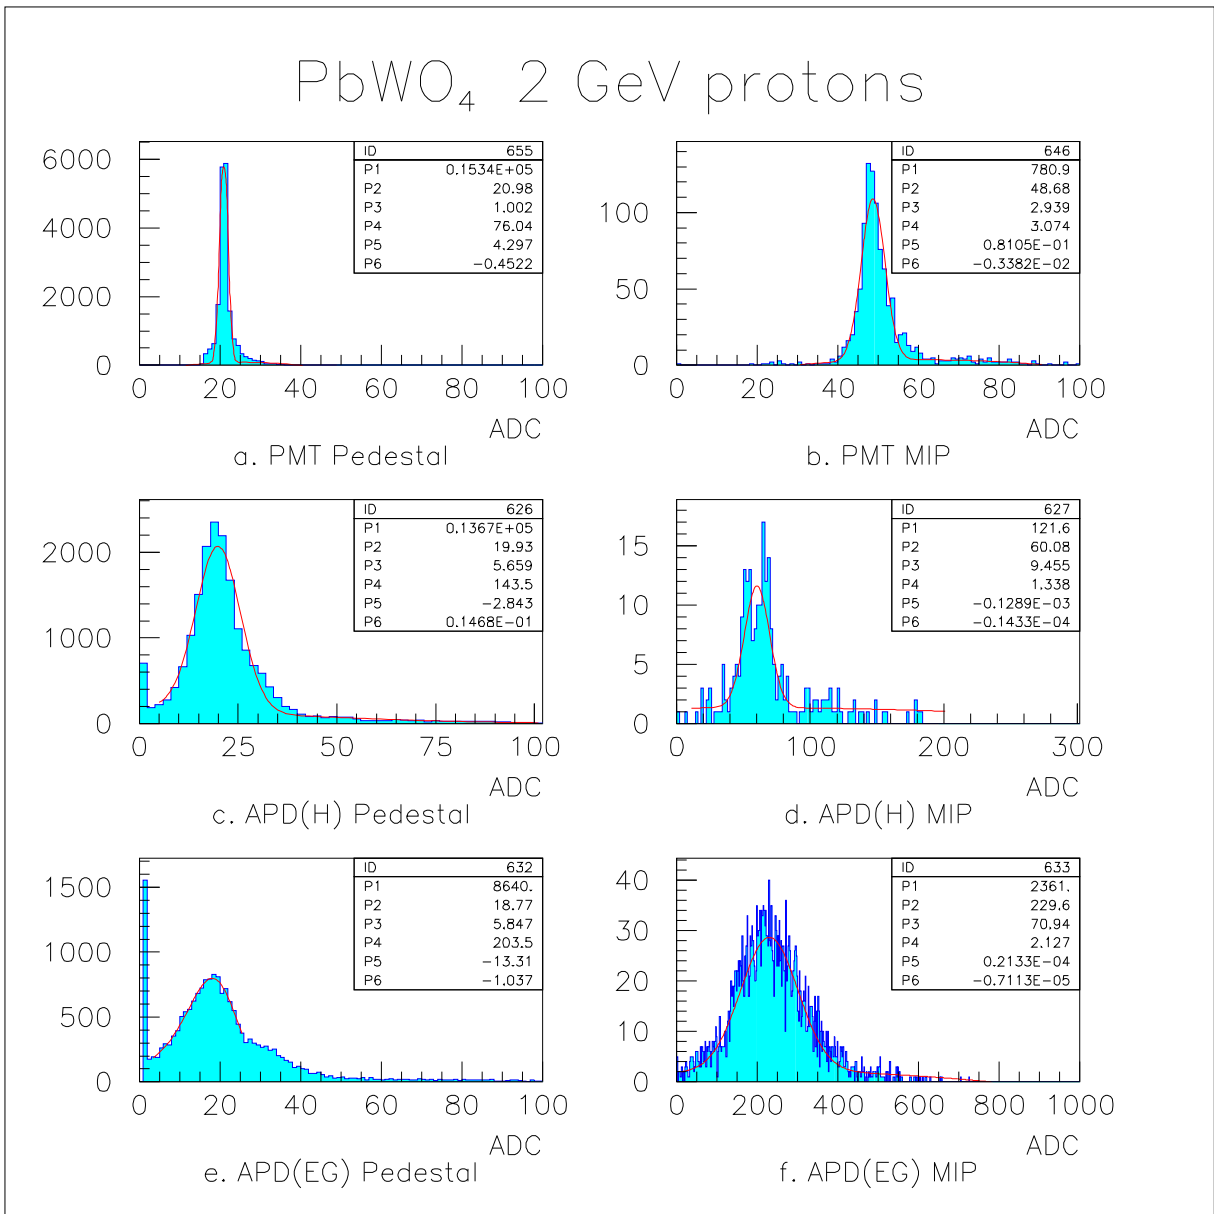 PbWO4 2 GeV protons
ID 655
P1 0.1534E+05
P2 20.98
P3 1.002
P4 76.04
P5 4.297
P6 -0.4522
6000
4000
2000
0
0 20 40 60 80 100
ADC
a. PMT Pedestal
ID 646
P1 780.9
P2 48.68
P3 2.939
P4 3.074
P5 0.8105E-01
P6 -0.3382E-02
100
50
0
0 20 40 60 80 100
ADC
b. PMT MIP
ID 626
P1 0.1367E+05
P2 19.93
P3 5.659
P4 143.5
P5 -2.843
P6 0.1468E-01
2000
1000
0
0 25 50 75 100
ADC
c. APD(H) Pedestal
ID 627
P1 121.6
P2 60.08
P3 9.455
P4 1.338
P5 -0.1289E-03
P6 -0.1433E-04
15
10
5
0
0 100 200 300
ADC
d. APD(H) MIP
ID 632
P1 8640.
P2 18.77
P3 5.847
P4 203.5
P5 -13.31
P6 -1.037
1500
1000
500
0
0 20 40 60 80 100
ADC
e. APD(EG) Pedestal
ID 633
P1 2361.
P2 229.6
P3 70.94
P4 2.127
P5 0.2133E-04
P6 -0.7113E-05
40
30
20
10
0
0 200 400 600 800 1000
ADC
f. APD(EG) MIP